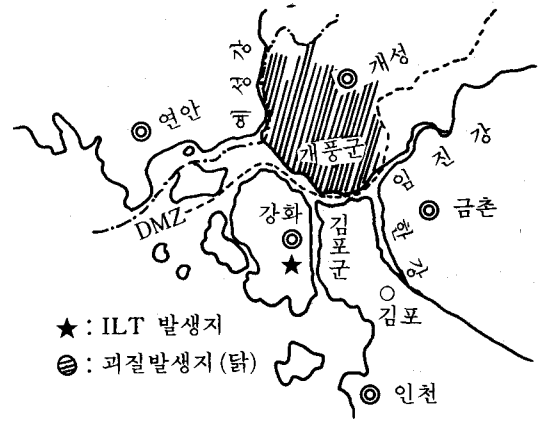 개성
연안
예성강
개풍군
임진강
DMZ
강화
김포군
한강
금촌
김포
★ : ILT 발생지
: 괴질발생지 (닭)
인천